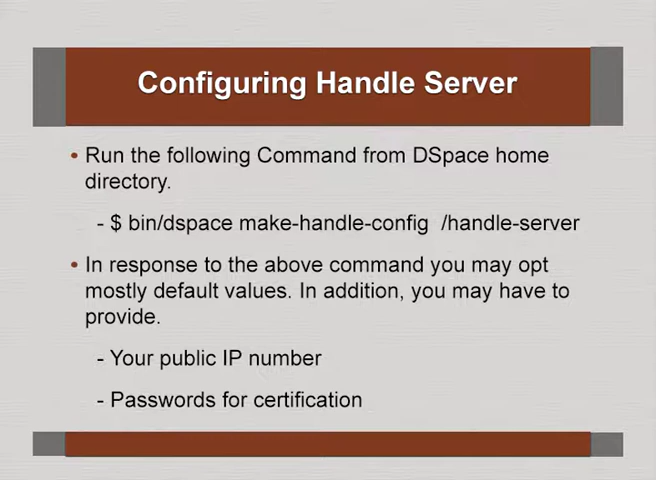 Configuring Handle Server
• Run the following Command from DSpace home
directory.
- $ bin/dspace make-handle-config /handle-server
• In response to the above command you may opt
mostly default values. In addition, you may have to
provide.
- Your public IP number
- Passwords for certification